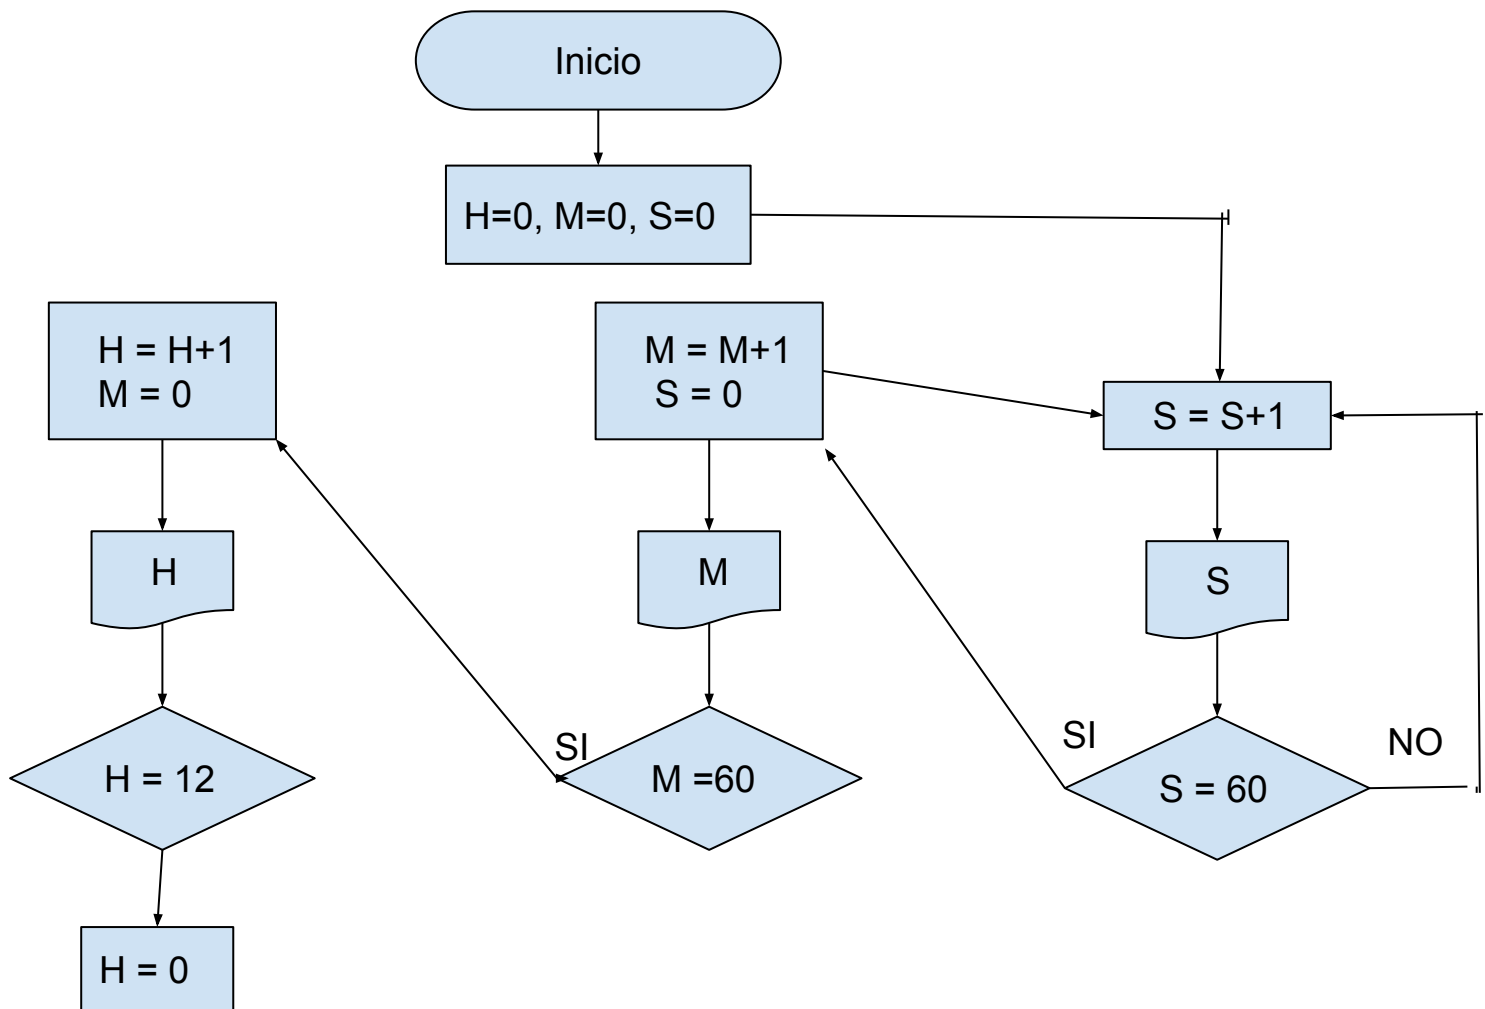 Inicio
H=0, M=0, S=0
H = H+1
M = 0
M = M+1
S = 0
S = S+1
H
M
S
SI
SI
NO
H = 12
M =60
S = 60
H = 0